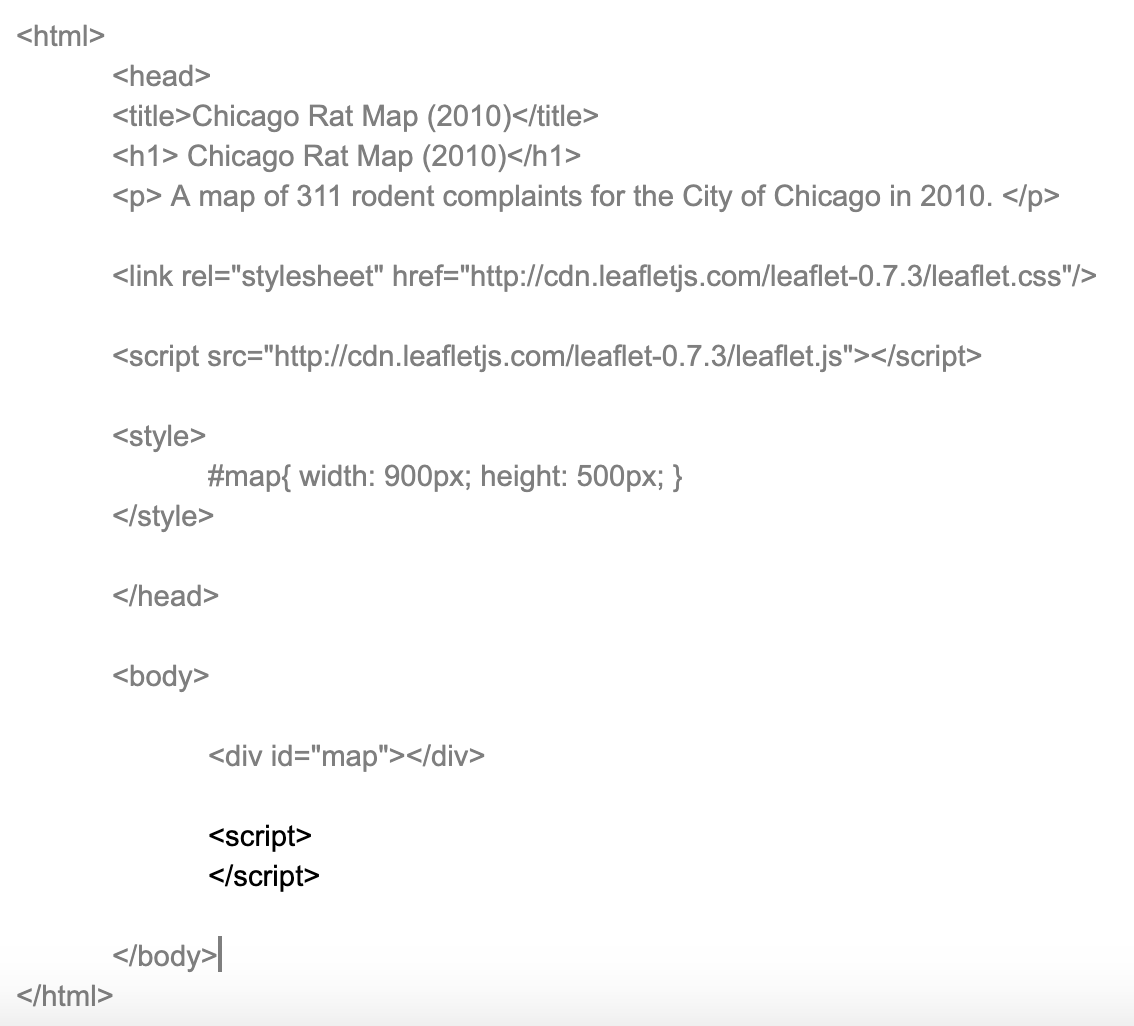 <html>
<head>
<title>Chicago Rat Map (2010)</title>
<h1> Chicago Rat Map (2010)</h1>
<p> A map of 311 rodent complaints for the City of Chicago in 2010. </p>
<link rel="stylesheet" href="http://cdn.leafletjs.com/leaflet-0.7.3/leaflet.css"/>
<script src="http://cdn.leafletjs.com/leaflet-0.7.3/leaflet.js"></script>
<style>
#map{ width: 900px; height: 500px; }
</style>
</head>
<body>
<div id="map"></div>
<script>
</script>
</body>
</html>